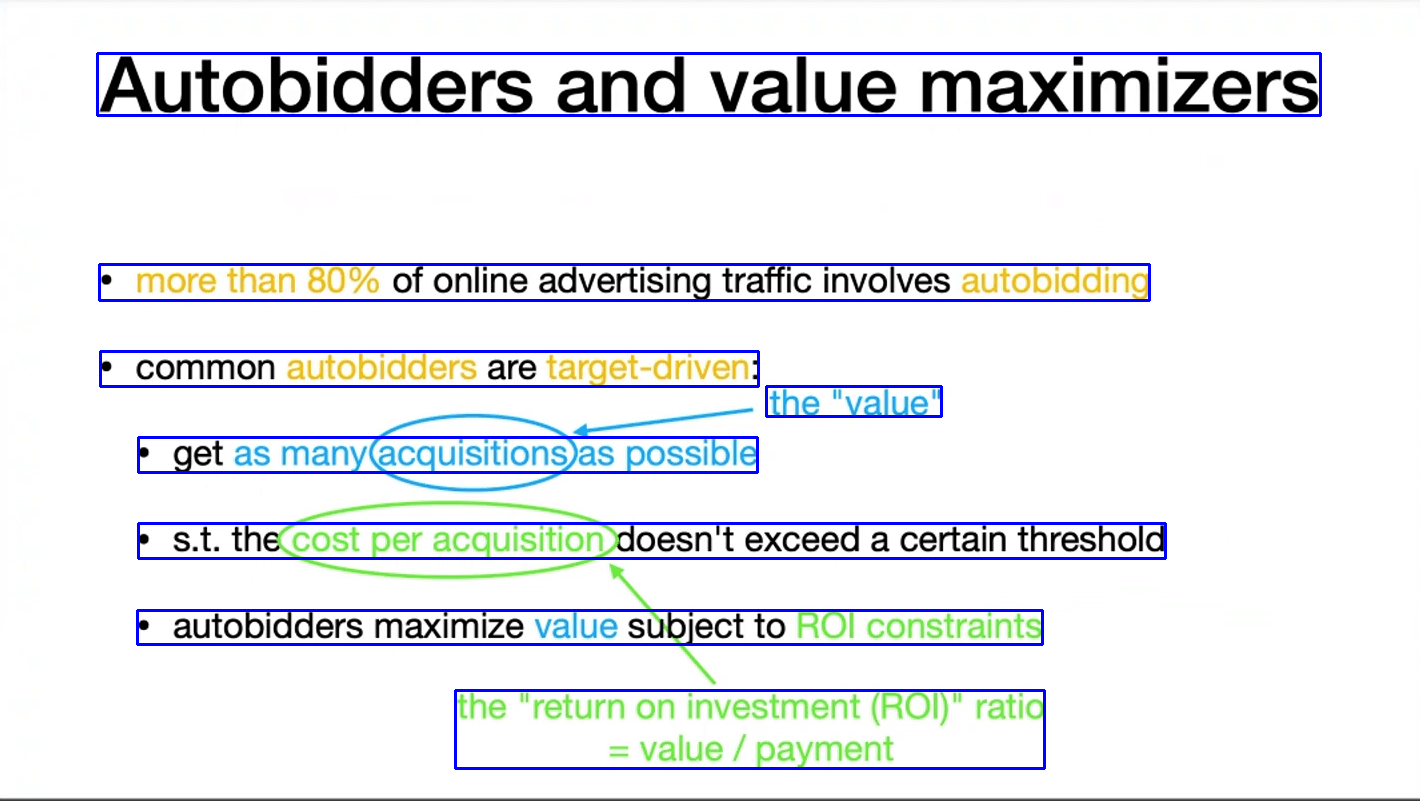 Autobidders and value maximizers
• more than 80% of online advertising traffic involves autobidding
• common autobidders are target-driven:
the "value"
• get as many acquisitions as possible
• s.t. the cost per acquisition doesn't exceed a certain threshold
• autobidders maximize value subject to ROI constraints
the "return on investment (ROI)" ratio
= value / payment